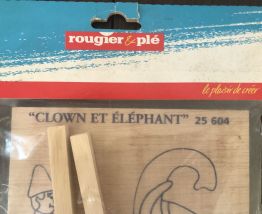 rougier & plé
le plaisir de créer
"CLOWN ET ÉLÉPHANT" 25 604